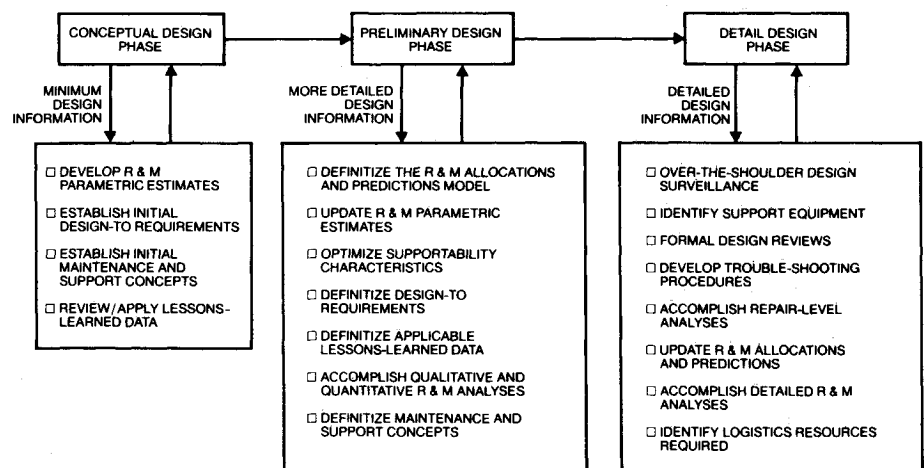 CONCEPTUAL DESIGN
PHASE
PRELIMINARY DESIGN
PHASE
DETAIL DESIGN
PHASE
MINIMUM
DESIGN
INFORMATION
MORE DETAILED
DESIGN
INFORMATION
DETAILED
DESIGN
INFORMATION
DEVELOP R & M
PARAMETRIC ESTIMATES
ESTABLISH INITIAL
DESIGN-TO REQUIREMENTS
ESTABLISH INITIAL
MAINTENANCE AND
SUPPORT CONCEPTS
REVIEW/APPLY LESSONS-
LEARNED DATA
DEFINITIZE THE R & M ALLOCATIONS
AND PREDICTIONS MODEL
UPDATE R & M PARAMETRIC
ESTIMATES
OPTIMIZE SUPPORTABILITY
CHARACTERISTICS
DEFINITIZE DESIGN-TO
REQUIREMENTS
DEFINITIZE APPLICABLE
LESSONS-LEARNED DATA
ACCOMPLISH QUALITATIVE AND
QUANTITATIVE R & M ANALYSES
DEFINITIZE MAINTENANCE AND
SUPPORT CONCEPTS
OVER-THE-SHOULDER DESIGN
SURVEILLANCE
IDENTIFY SUPPORT EQUIPMENT
FORMAL DESIGN REVIEWS
DEVELOP TROUBLE-SHOOTING
PROCEDURES
ACCOMPLISH REPAIR-LEVEL
ANALYSES
UPDATE R & M ALLOCATIONS
AND PREDICTIONS
ACCOMPLISH DETAILED R & M
ANALYSES
IDENTIFY LOGISTICS RESOURCES
REQUIRED